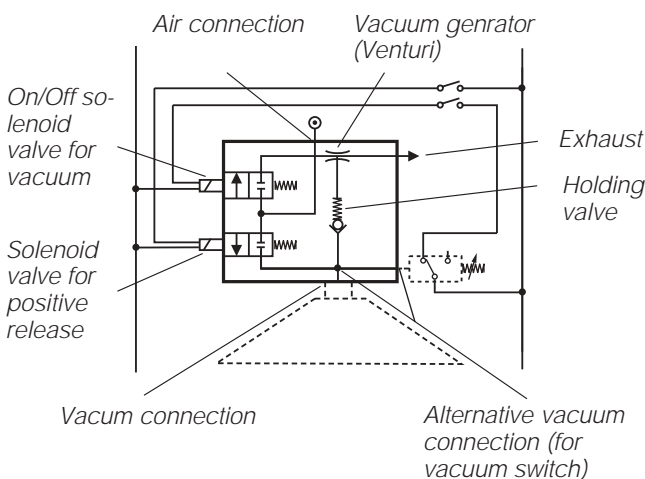 Air connection
Vacuum genrator
(Venturi)
On/Off so-
lenoid
valve for
vacuum
Exhaust
Holding
valve
Solenoid
valve for
positive
release
Vacum connection
Alternative vacuum
connection (for
vacuum switch)